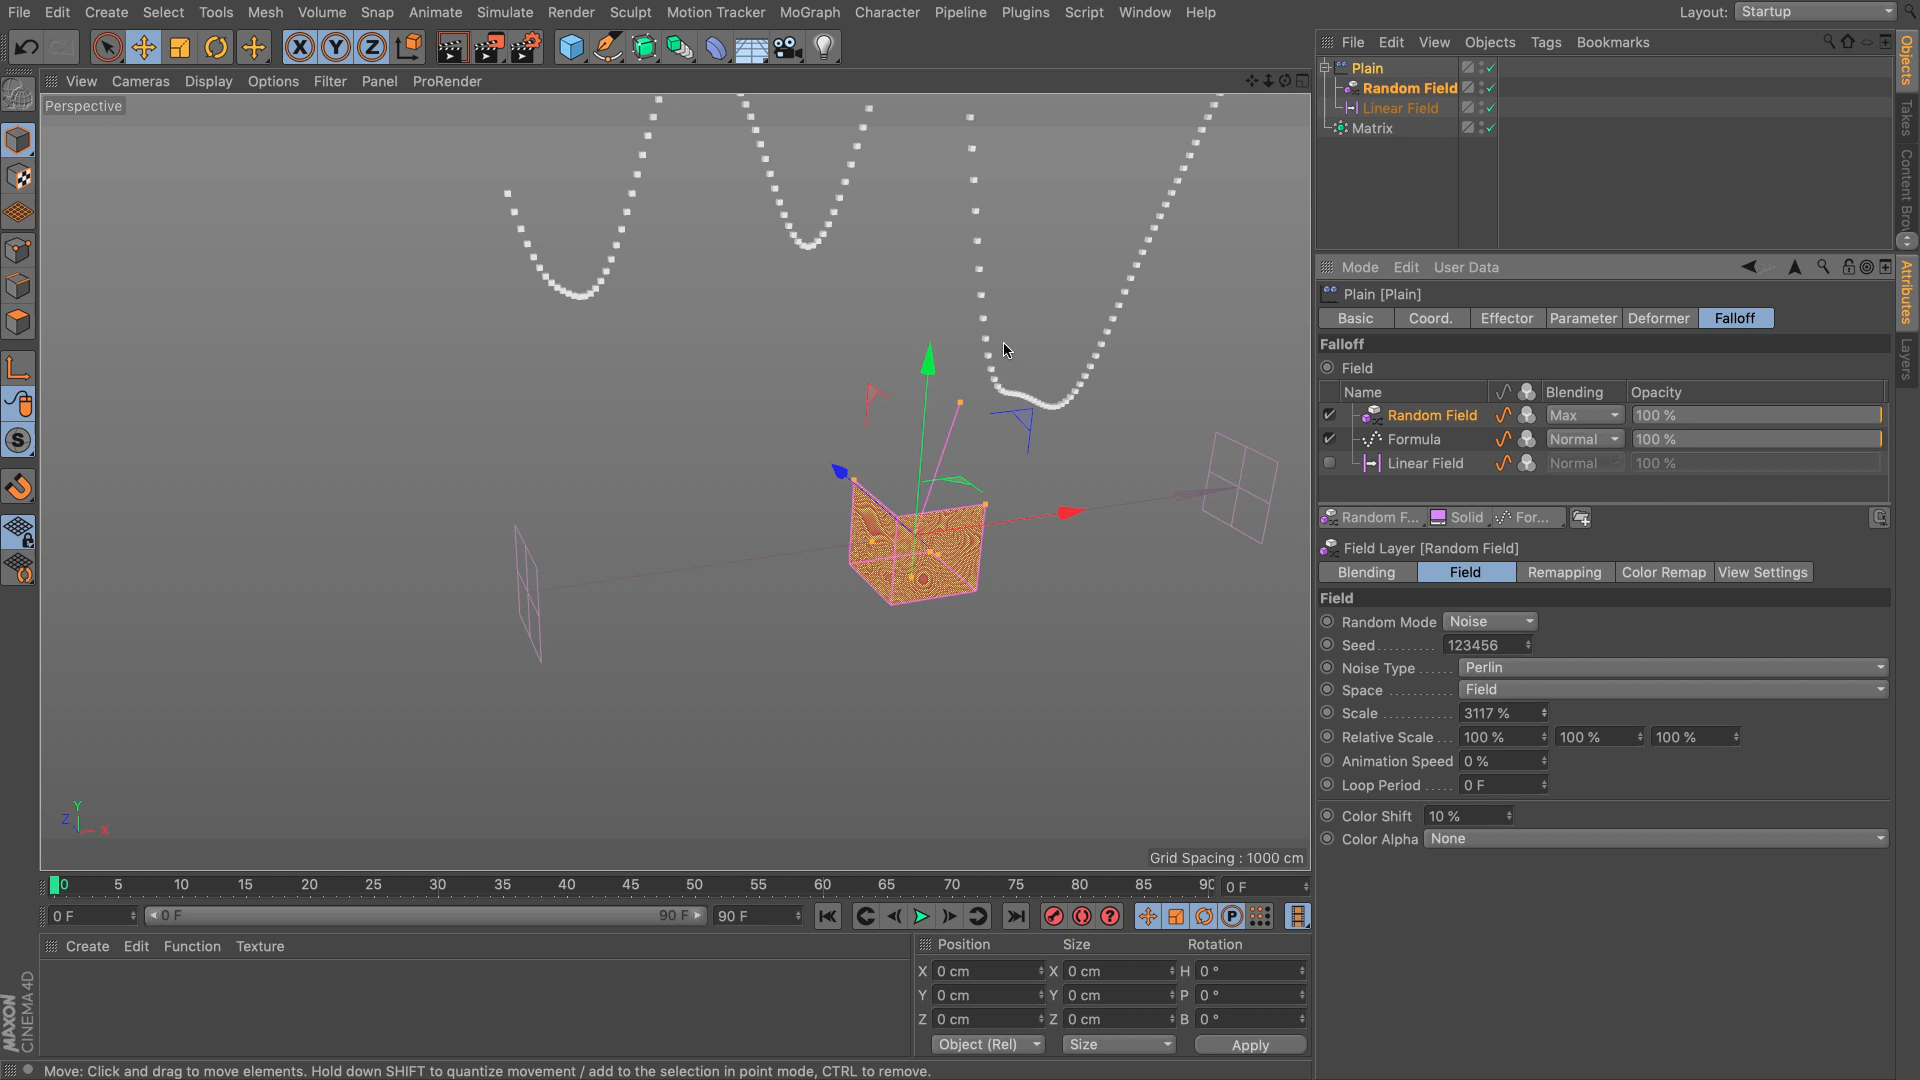 File Edit Create Select Tools Mesh Volume Snap Animate Simulate Render Sculpt Motion Tracker MoGraph Character Pipeline Plugins Script Window Help Layout: Startup
X Y Z
File Edit View Objects Tags Bookmarks
View Cameras Display Options Filter Panel ProRender
Perspective
Plain
Random Field
Linear Field
Matrix
Objects
Takes
Content Brow
Attributes
Layers
Mode Edit User Data
Plain [Plain]
Basic Coord. Effector Parameter Deformer Falloff
Falloff
Field
Name Blending Opacity
Random Field Max 100 %
Formula Normal 100 %
Linear Field Normal 100 %
Random F... Solid For...
Field Layer [Random Field]
Blending Field Remapping Color Remap View Settings
Field
Random Mode Noise
Seed.......... 123456
Noise Type ...... Perlin
Space ........... Field
Scale ............ 3117 %
Relative Scale ... 100 % 100 % 100 %
Animation Speed 0 %
Loop Period ..... 0 F
Color Shift 10 %
Color Alpha None
Y
Z X
Grid Spacing : 1000 cm
0 5 10 15 20 25 30 35 40 45 50 55 60 65 70 75 80 85 90 0 F
0 F 0 F 90 F 90 F
P
Create Edit Function Texture
Position Size Rotation
X 0 cm X 0 cm H 0 °
Y 0 cm Y 0 cm P 0 °
Z 0 cm Z 0 cm B 0 °
Object (Rel) Size Apply
MAXON
CINEMA 4D
Move: Click and drag to move elements. Hold down SHIFT to quantize movement / add to the selection in point mode, CTRL to remove.